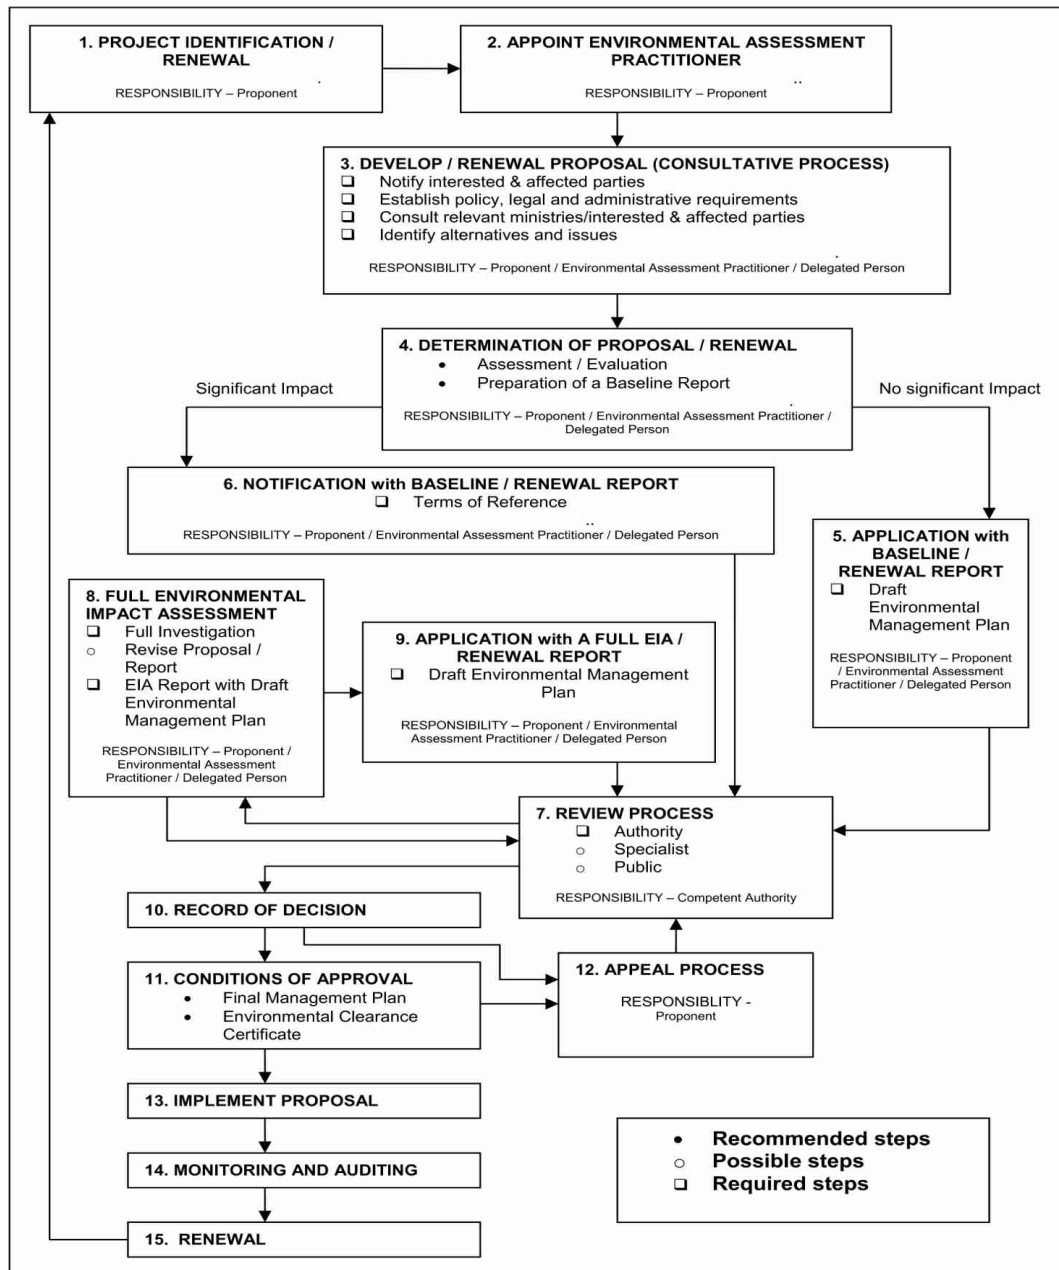 1. PROJECT IDENTIFICATION /
RENEWAL
RESPONSIBILITY – Proponent
2. APPOINT ENVIRONMENTAL ASSESSMENT
PRACTITIONER
RESPONSIBILITY – Proponent
3. DEVELOP / RENEWAL PROPOSAL (CONSULTATIVE PROCESS)
❑ Notify interested & affected parties
❑ Establish policy, legal and administrative requirements
❑ Consult relevant ministries/interested & affected parties
❑ Identify alternatives and issues
RESPONSIBILITY – Proponent / Environmental Assessment Practitioner / Delegated Person
4. DETERMINATION OF PROPOSAL / RENEWAL
• Assessment / Evaluation
• Preparation of a Baseline Report
RESPONSIBILITY – Proponent / Environmental Assessment Practitioner /
Delegated Person
Significant Impact
No significant Impact
6. NOTIFICATION with BASELINE / RENEWAL REPORT
❑ Terms of Reference
RESPONSIBILITY – Proponent / Environmental Assessment Practitioner / Delegated Person
5. APPLICATION with
BASELINE /
RENEWAL REPORT
❑ Draft
Environmental
Management Plan
RESPONSIBILITY – Proponent
/ Environmental Assessment
Practitioner / Delegated Person
8. FULL ENVIRONMENTAL
IMPACT ASSESSMENT
❑ Full Investigation
○ Revise Proposal /
Report
❑ EIA Report with Draft
Environmental
Management Plan
RESPONSIBILITY – Proponent /
Environmental Assessment
Practitioner / Delegated Person
9. APPLICATION with A FULL EIA /
RENEWAL REPORT
❑ Draft Environmental Management
Plan
RESPONSIBILITY – Proponent / Environmental
Assessment Practitioner / Delegated Person
7. REVIEW PROCESS
❑ Authority
○ Specialist
○ Public
RESPONSIBILITY – Competent Authority
10. RECORD OF DECISION
11. CONDITIONS OF APPROVAL
• Final Management Plan
• Environmental Clearance
Certificate
12. APPEAL PROCESS
RESPONSIBLITY -
Proponent
13. IMPLEMENT PROPOSAL
14. MONITORING AND AUDITING
15. RENEWAL
• Recommended steps
○ Possible steps
❑ Required steps